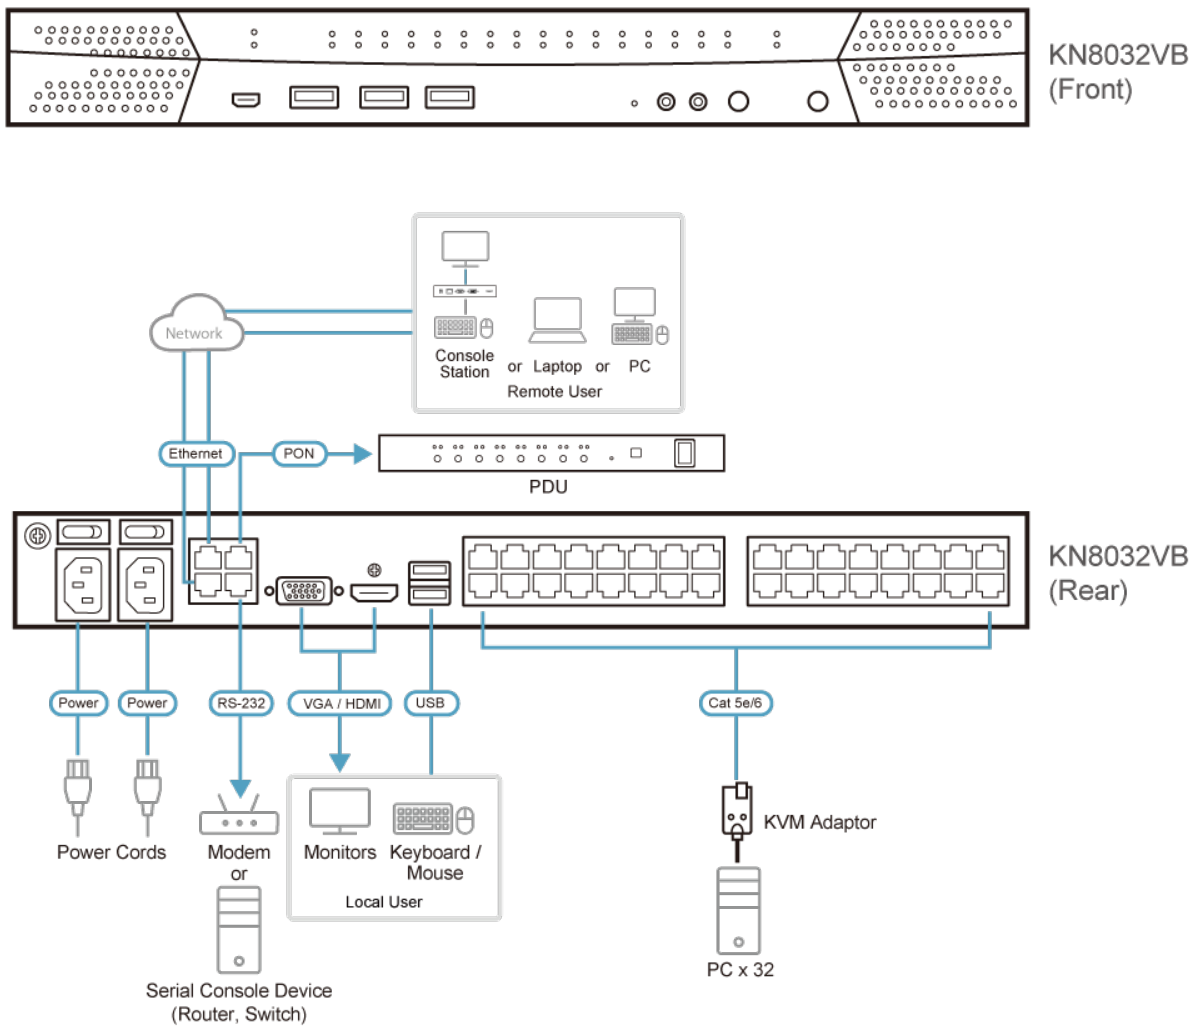 KN8032VB
(Front)
Network
Console
Station
or
Laptop
or
PC
Remote User
Ethernet
PON
PDU
KN8032VB
(Rear)
Power
Power
RS-232
VGA / HDMI
USB
Cat 5e/6
KVM Adaptor
Power Cords
Modem
or
Monitors
Keyboard /
Mouse
Local User
PC x 32
Serial Console Device
(Router, Switch)